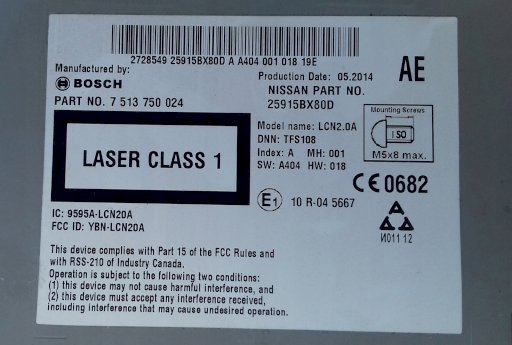 2728549 25915BX80D A A404 001 018 19E
Manufactured by:
BOSCH
PART NO. 7 513 750 024
Production Date: 05.2014
NISSAN PART NO.
25915BX80D
AE
LASER CLASS 1
Model name: LCN2.0A
DNN: TFS108
Index: A MH: 001
SW: A404 HW: 018
Mounting Screws
ISO
M5x8 max.
CE 0682
E1 10 R-04 5667
И011 12
IC: 9595A-LCN20A
FCC ID: YBN-LCN20A
This device complies with Part 15 of the FCC Rules and
with RSS-210 of Industry Canada.
Operation is subject to the following two conditions:
(1) this device may not cause harmful interference, and
(2) this device must accept any interference received,
including interference that may cause undesired operation.